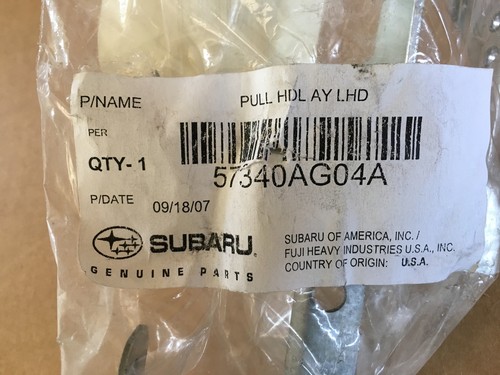 P/NAME PULL HDL AY LHD
PER
QTY- 1
57340AG04A
P/DATE 09/18/07
SUBARU
GENUINE PARTS
SUBARU OF AMERICA, INC. /
FUJI HEAVY INDUSTRIES U.S.A., INC.
COUNTRY OF ORIGIN: U.S.A.